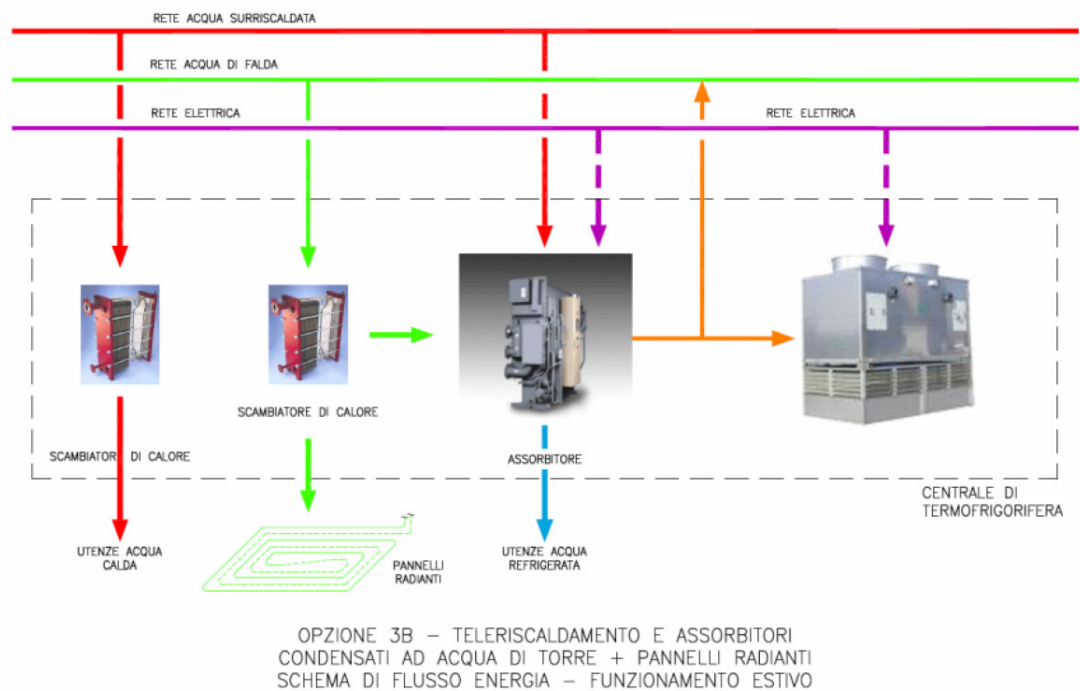 RETE ACQUA SURRISCALDATA
RETE ACQUA DI FALDA
RETE ELETTRICA
RETE ELETTRICA
SCAMBIATORE DI CALORE
SCAMBIATORE DI CALORE
ASSORBITORE
CENTRALE DI
TERMOFRIGORIFERA
UTENZE ACQUA
CALDA
PANNELLI
RADIANTI
UTENZE ACQUA
REFRIGERATA
OPZIONE 3B – TELERISCALDAMENTO E ASSORBITORI
CONDENSATI AD ACQUA DI TORRE + PANNELLI RADIANTI
SCHEMA DI FLUSSO ENERGIA – FUNZIONAMENTO ESTIVO